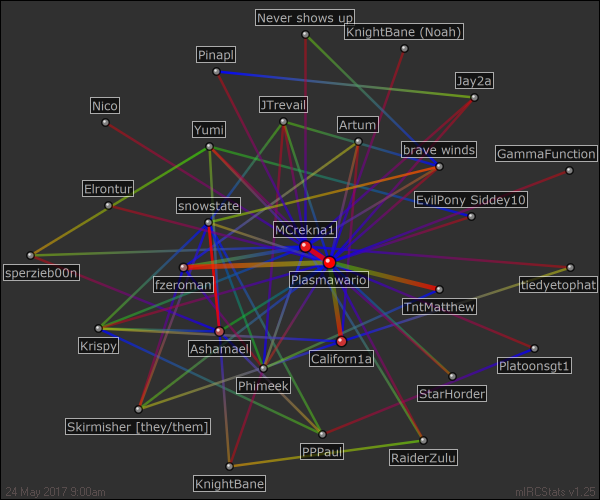 Never shows up
KnightBane (Noah)
Pinapl
Jay2a
Nico
JTrevail
Yumi
Artum
brave winds
GammaFunction
Elrontur
EvilPony Siddey10
snowstate
MCrekna1
sperzieb00n
fzeroman
Plasmawario
tiedyetophat
TntMatthew
Krispy
Ashamael
Californ1a
Platoonsgt1
Phimeek
StarHorder
Skirmisher [they/them]
PPPaul
RaiderZulu
KnightBane
24 May 2017 9:00am
mIRCStats v1.25